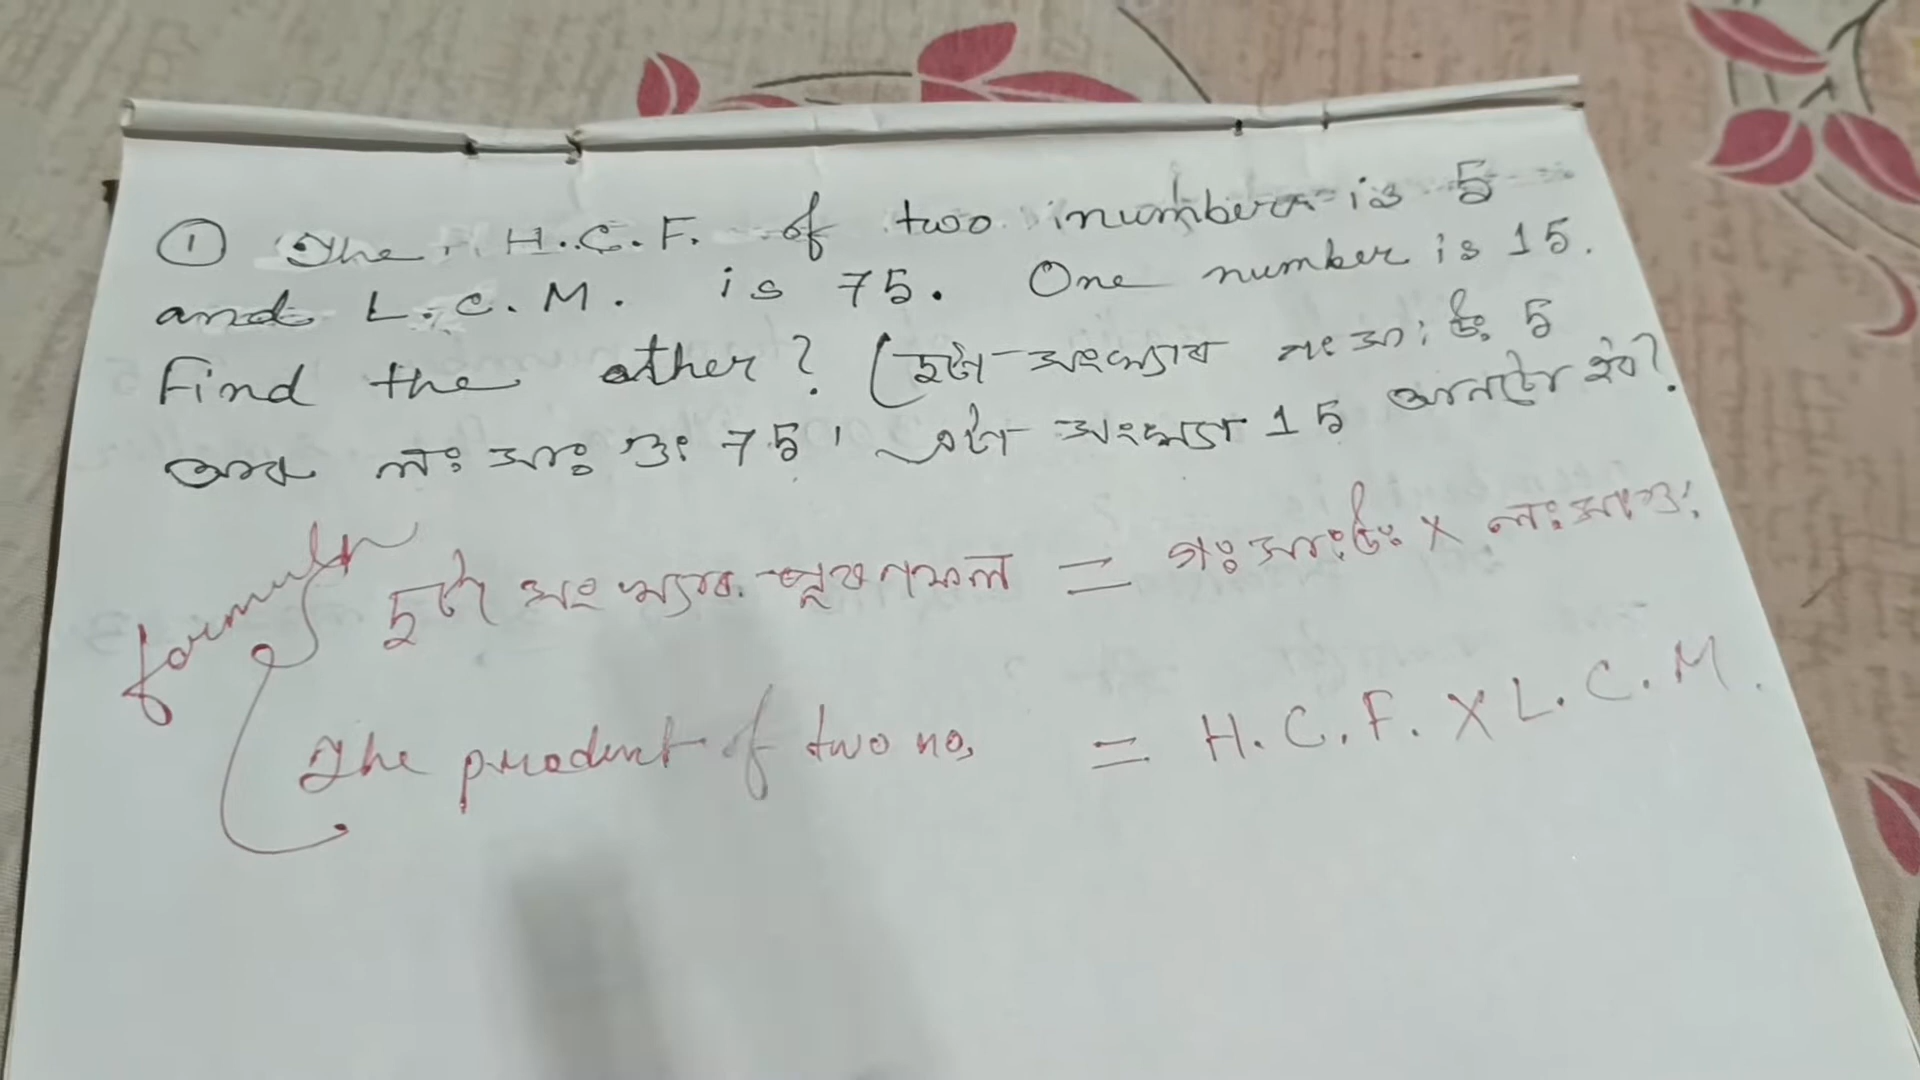 ① The H.C.F. of two numbers is 5
and L.C.M. is 75. One number is 15.
Find the other? (দুটা সংখ্যাৰ গঃ সাঃ উঃ 5
আৰু লঃ সাঃ গুঃ 75। এটা সংখ্যা 15 আনটো হ'ব?
formula
দুটা সংখ্যাৰ পূৰণফল = গঃ সাঃ উঃ X লঃ সাঃ গুঃ
The product of two no, = H.C.F. X L.C.M.